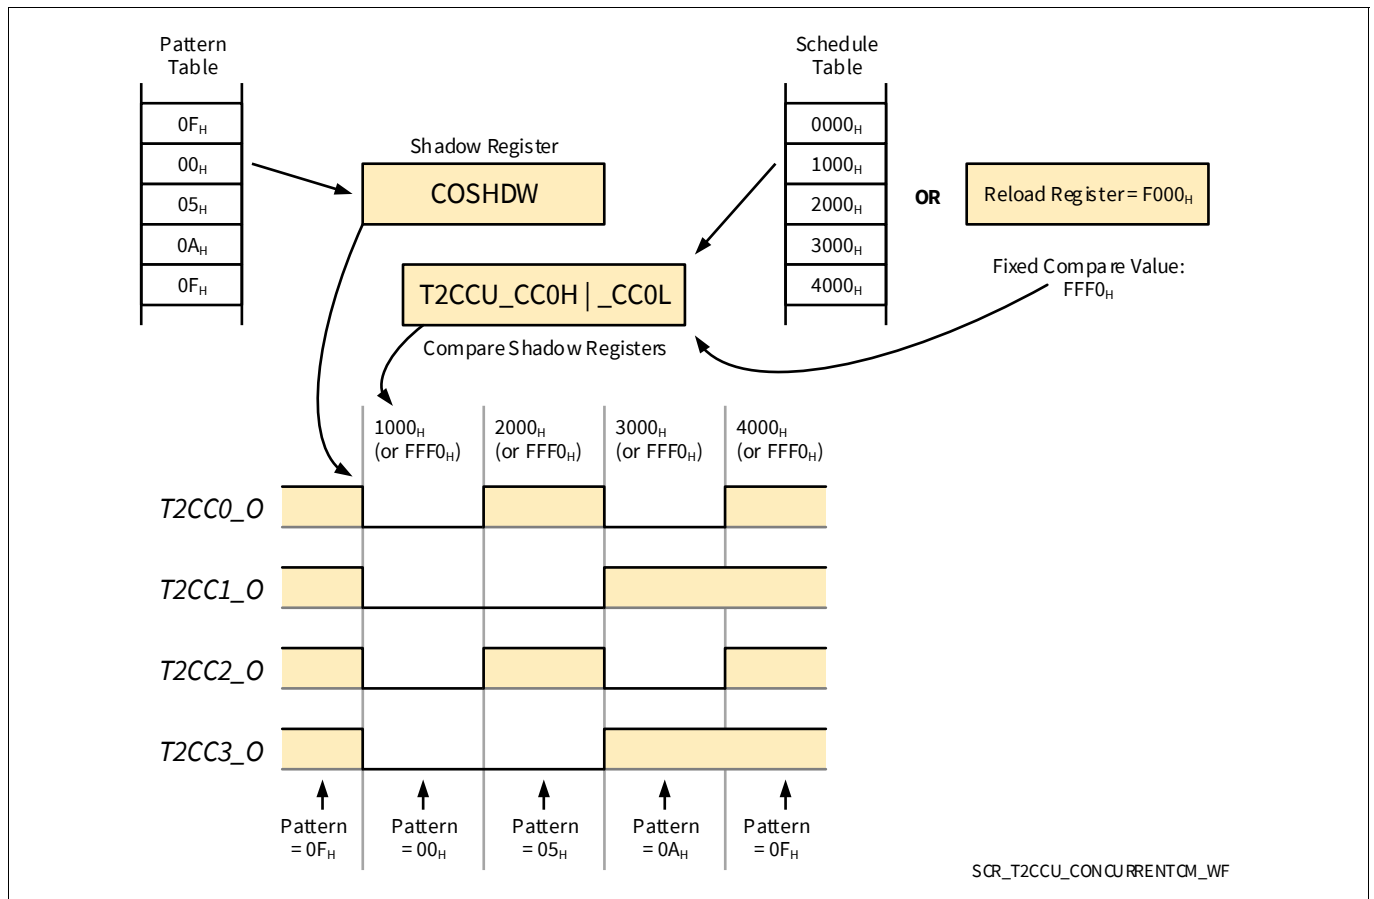 Pattern
Table
0FH
00H
05H
0AH
0FH
Shadow Register
COSHDW
T2CCU_CC0H | _CC0L
Compare Shadow Registers
Schedule
Table
0000H
1000H
2000H
3000H
4000H
OR
Reload Register = F000H
Fixed Compare Value:
FFF0H
1000H
(or FFF0H)
2000H
(or FFF0H)
3000H
(or FFF0H)
4000H
(or FFF0H)
T2CC0_O
T2CC1_O
T2CC2_O
T2CC3_O
Pattern
= 0FH
Pattern
= 00H
Pattern
= 05H
Pattern
= 0AH
Pattern
= 0FH
SCR_T2CCU_CONCURRENTCM_WF